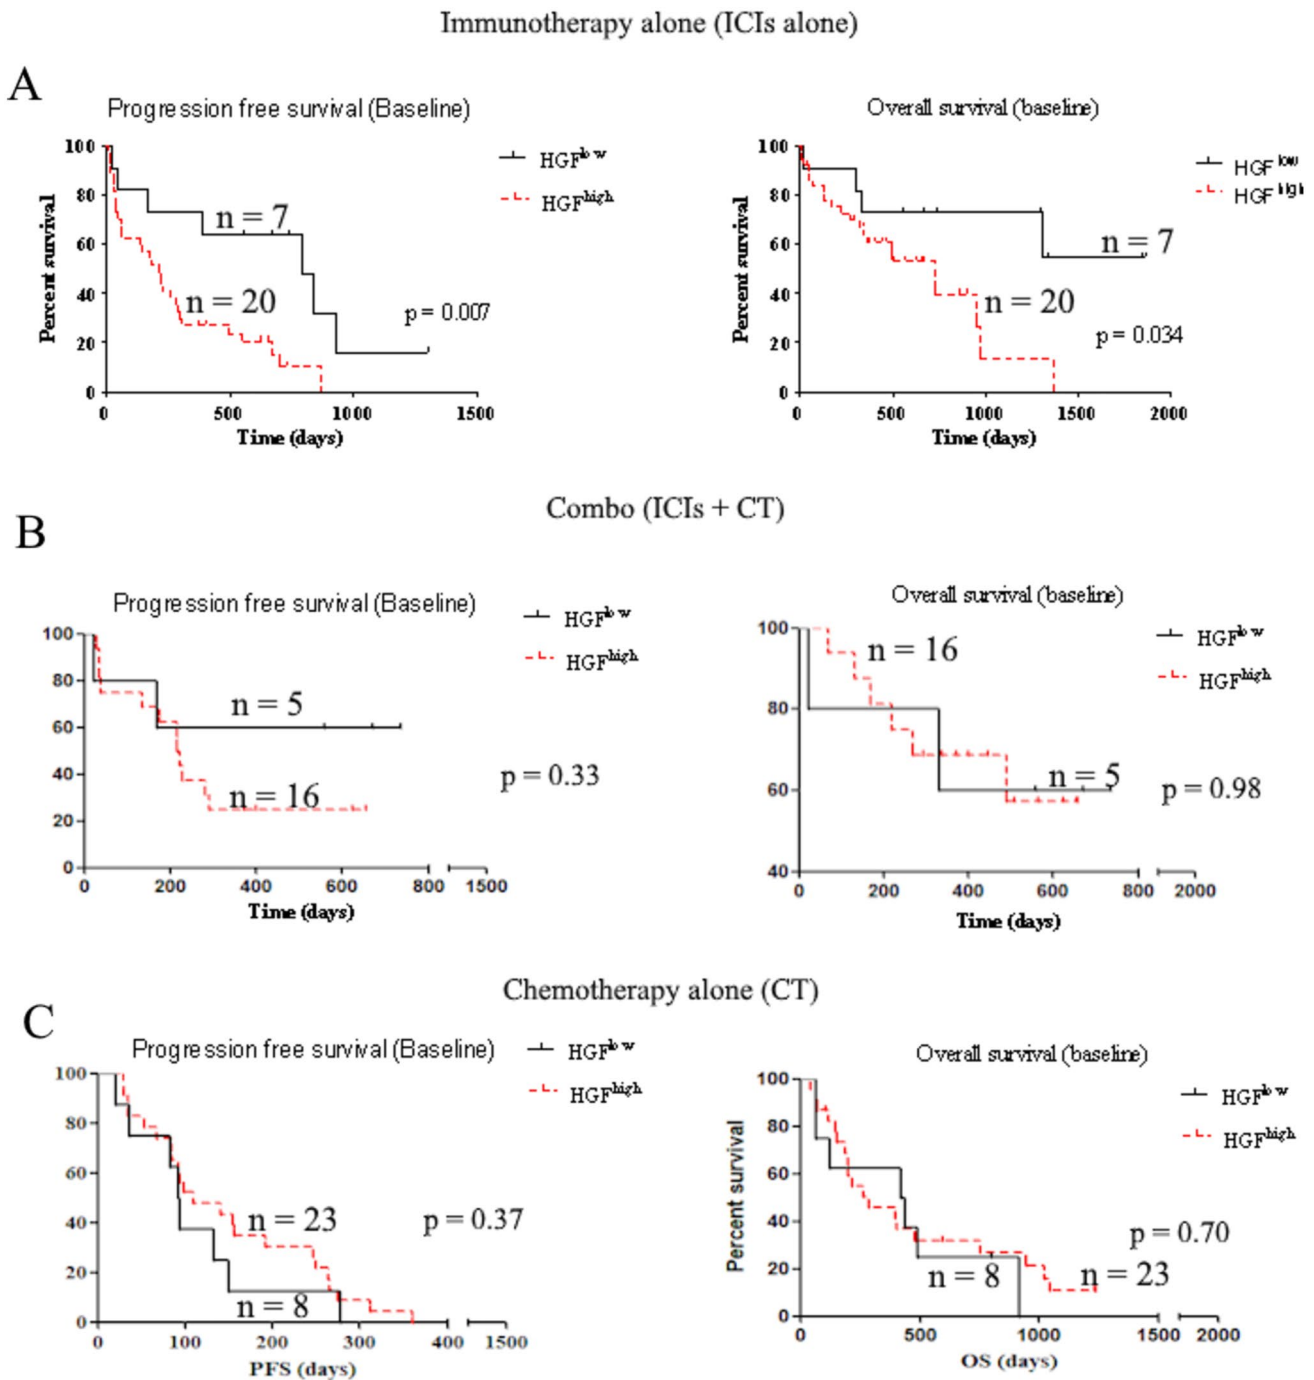 Immunotherapy alone (ICIs alone)
A
Progression free survival (Baseline)
Percent survival
100
80
60
40
20
0
0 500 1000 1500
Time (days)
n = 7
n = 20
p = 0.007
HGFlow
HGFhigh
Overall survival (baseline)
Percent survival
100
80
60
40
20
0
0 500 1000 1500 2000
Time (days)
n = 7
n = 20
p = 0.034
HGFlow
HGFhigh
Combo (ICIs + CT)
B
Progression free survival (Baseline)
100
80
60
40
20
0
0 200 400 600 800 1500
Time (days)
n = 5
n = 16
p = 0.33
HGFlow
HGFhigh
Overall survival (baseline)
100
80
60
40
0 200 400 600 800 2000
Time (days)
n = 16
n = 5
p = 0.98
HGFlow
HGFhigh
Chemotherapy alone (CT)
C
Progression free survival (Baseline)
100
80
60
40
20
0
0 100 200 300 400 1500
PFS (days)
n = 23
n = 8
p = 0.37
HGFlow
HGFhigh
Overall survival (baseline)
Percent survival
100
80
60
40
20
0
0 500 1000 1500 2000
OS (days)
n = 8
n = 23
p = 0.70
HGFlow
HGFhigh